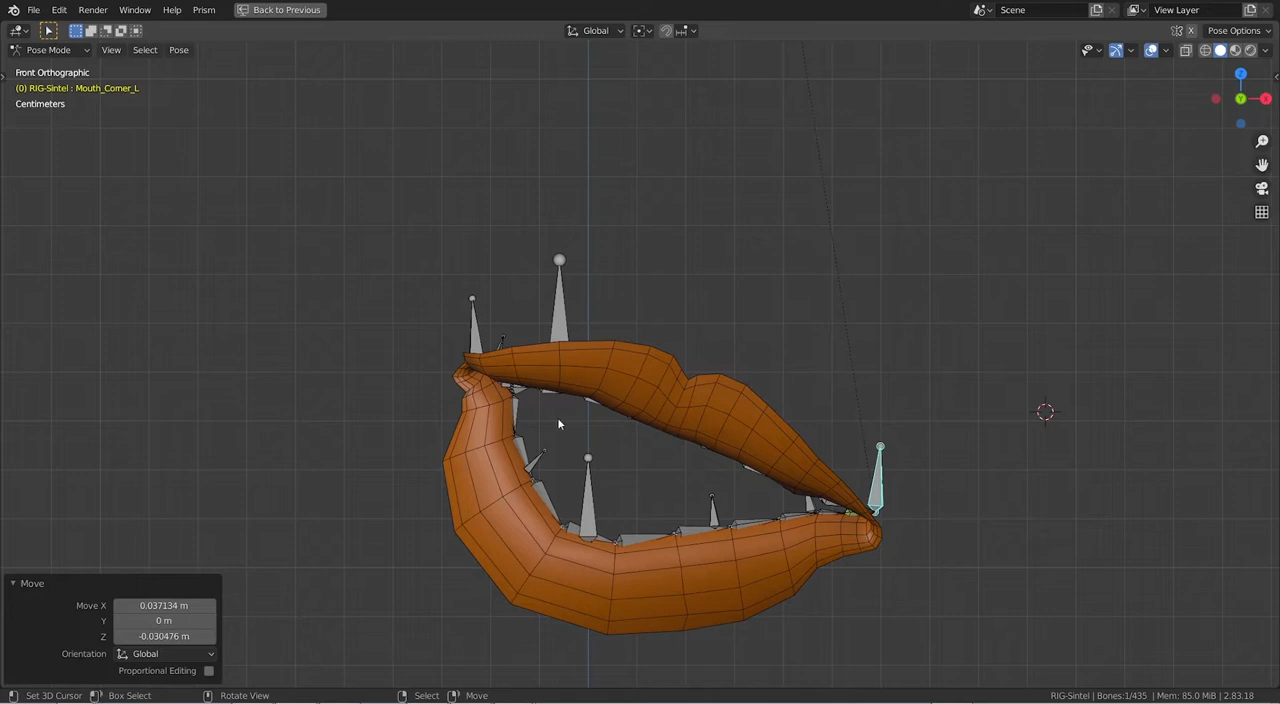 File Edit Render Window Help Prism Back to Previous Scene View Layer
Global Pose Options
Pose Mode View Select Pose
Front Orthographic
(0) RIG-Sintel : Mouth_Corner_L
Centimeters
Z
Y
X
Move
Move X 0.037134 m
Y 0 m
Z -0.030476 m
Orientation Global
Proportional Editing
Set 3D Cursor Box Select Rotate View Select Move RIG-Sintel | Bones:1/435 | Mem: 85.0 MiB | 2.83.18